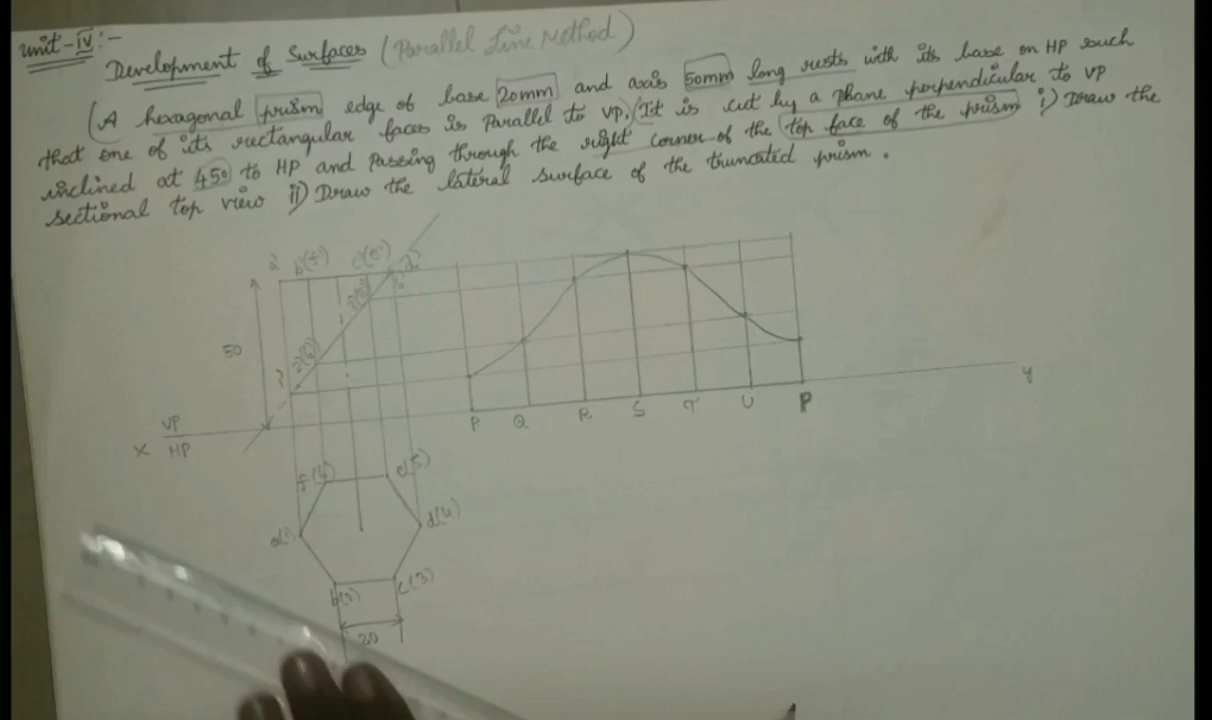 Unit-IV:-
Development of Surfaces (Parallel Line Method)
(A hexagonal prism edge of base 20mm and axis 50mm long rests with its base on HP such
that one of its rectangular faces is Parallel to VP. (It is cut by a Plane perpendicular to VP
inclined at 45° to HP and Passing through the right corner of the top face of the prism i) Draw the
sectional top view ii) Draw the lateral surface of the truncated prism.
a' b'(f') c'(e') d'
50
1' 2'(6')
VP
X HP
P Q R S T U P
y
f(6) e(5)
a(1) d(4)
b(2) c(3)
20